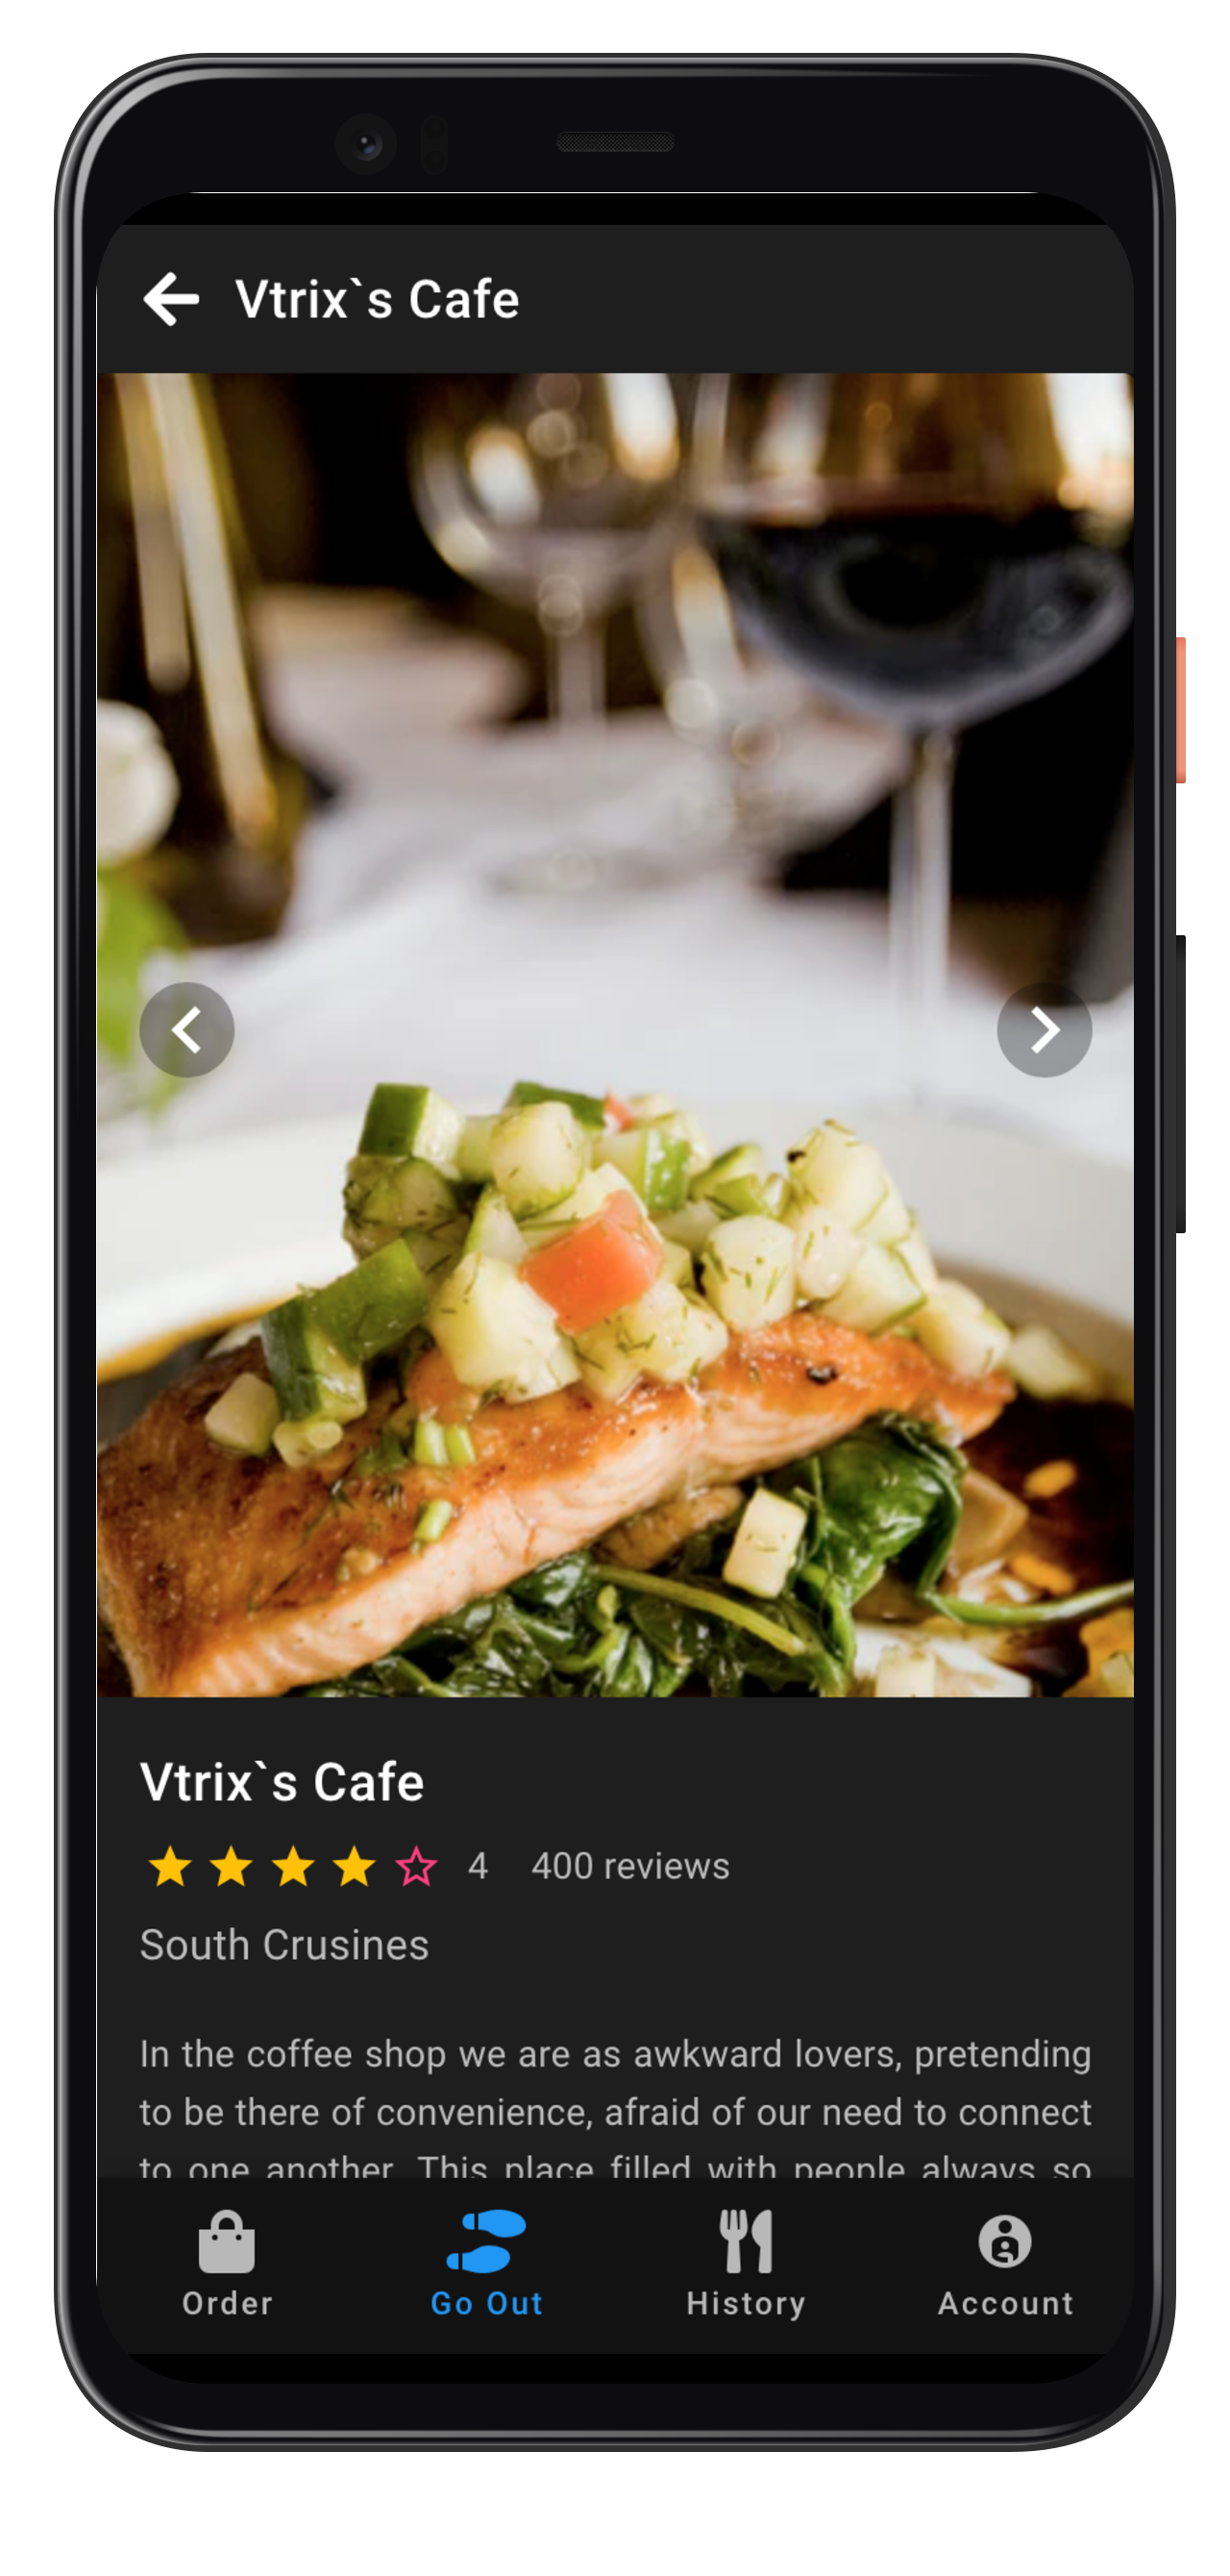 Vtrix`s Cafe
Vtrix`s Cafe
4 400 reviews
South Crusines
In the coffee shop we are as awkward lovers, pretending
to be there of convenience, afraid of our need to connect
to one another. This place filled with people always so
Order Go Out History Account